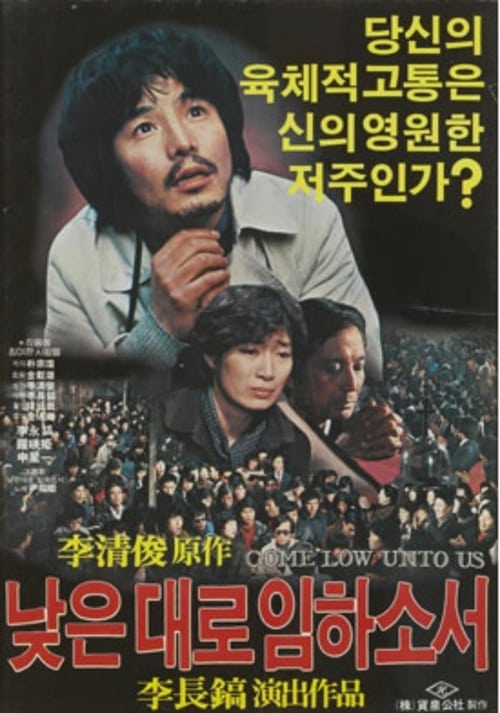 당신의
육체적고통은
신의영원한
저주인가?
李清俊 原作
COME LOW UNTO US
낮은 대로 임하소서
李長鎬 演出作品
(株) 貨泉公社 製作